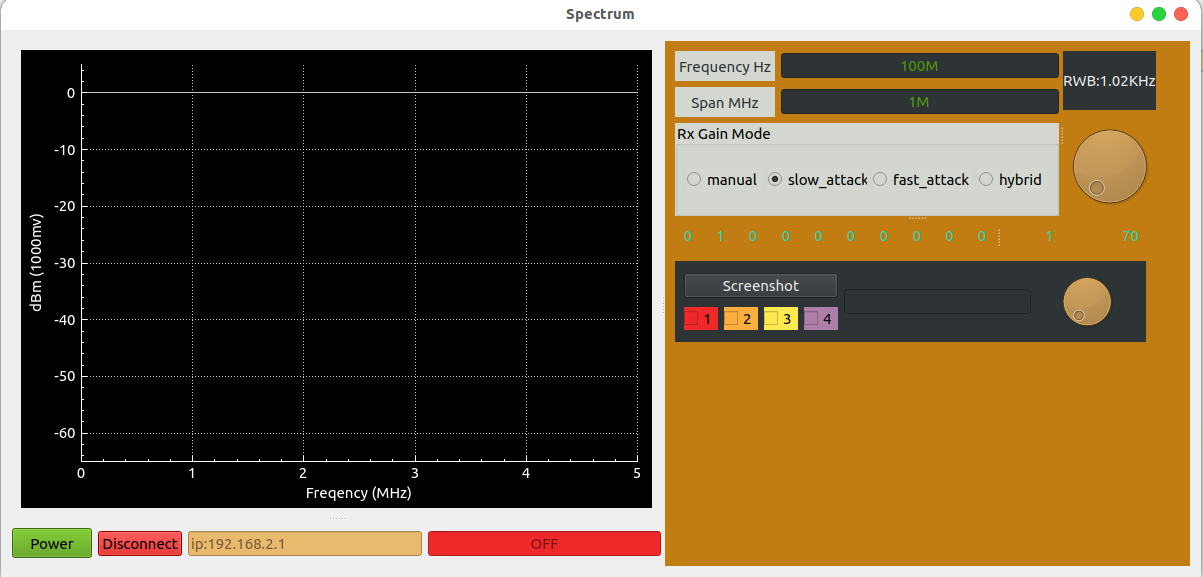 Spectrum
0
-10
-20
-30
-40
-50
-60
dBm (1000mv)
0 1 2 3 4 5
Freqency (MHz)
Power Disconnect ip:192.168.2.1 OFF
Frequency Hz 100M RWB:1.02KHz
Span MHz 1M
Rx Gain Mode
manual slow_attack fast_attack hybrid
0 1 0 0 0 0 0 0 0 0 1 70
Screenshot
1 2 3 4